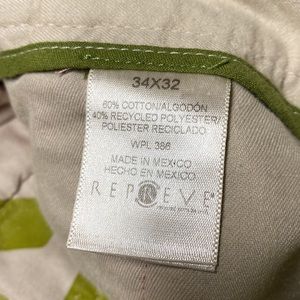 34X32
60% COTTON/ALGODÓN
40% RECYCLED POLYESTER/
POLIESTER RECICLADO
WPL 386
MADE IN MEXICO
HECHO EN MEXICO
REPREVE